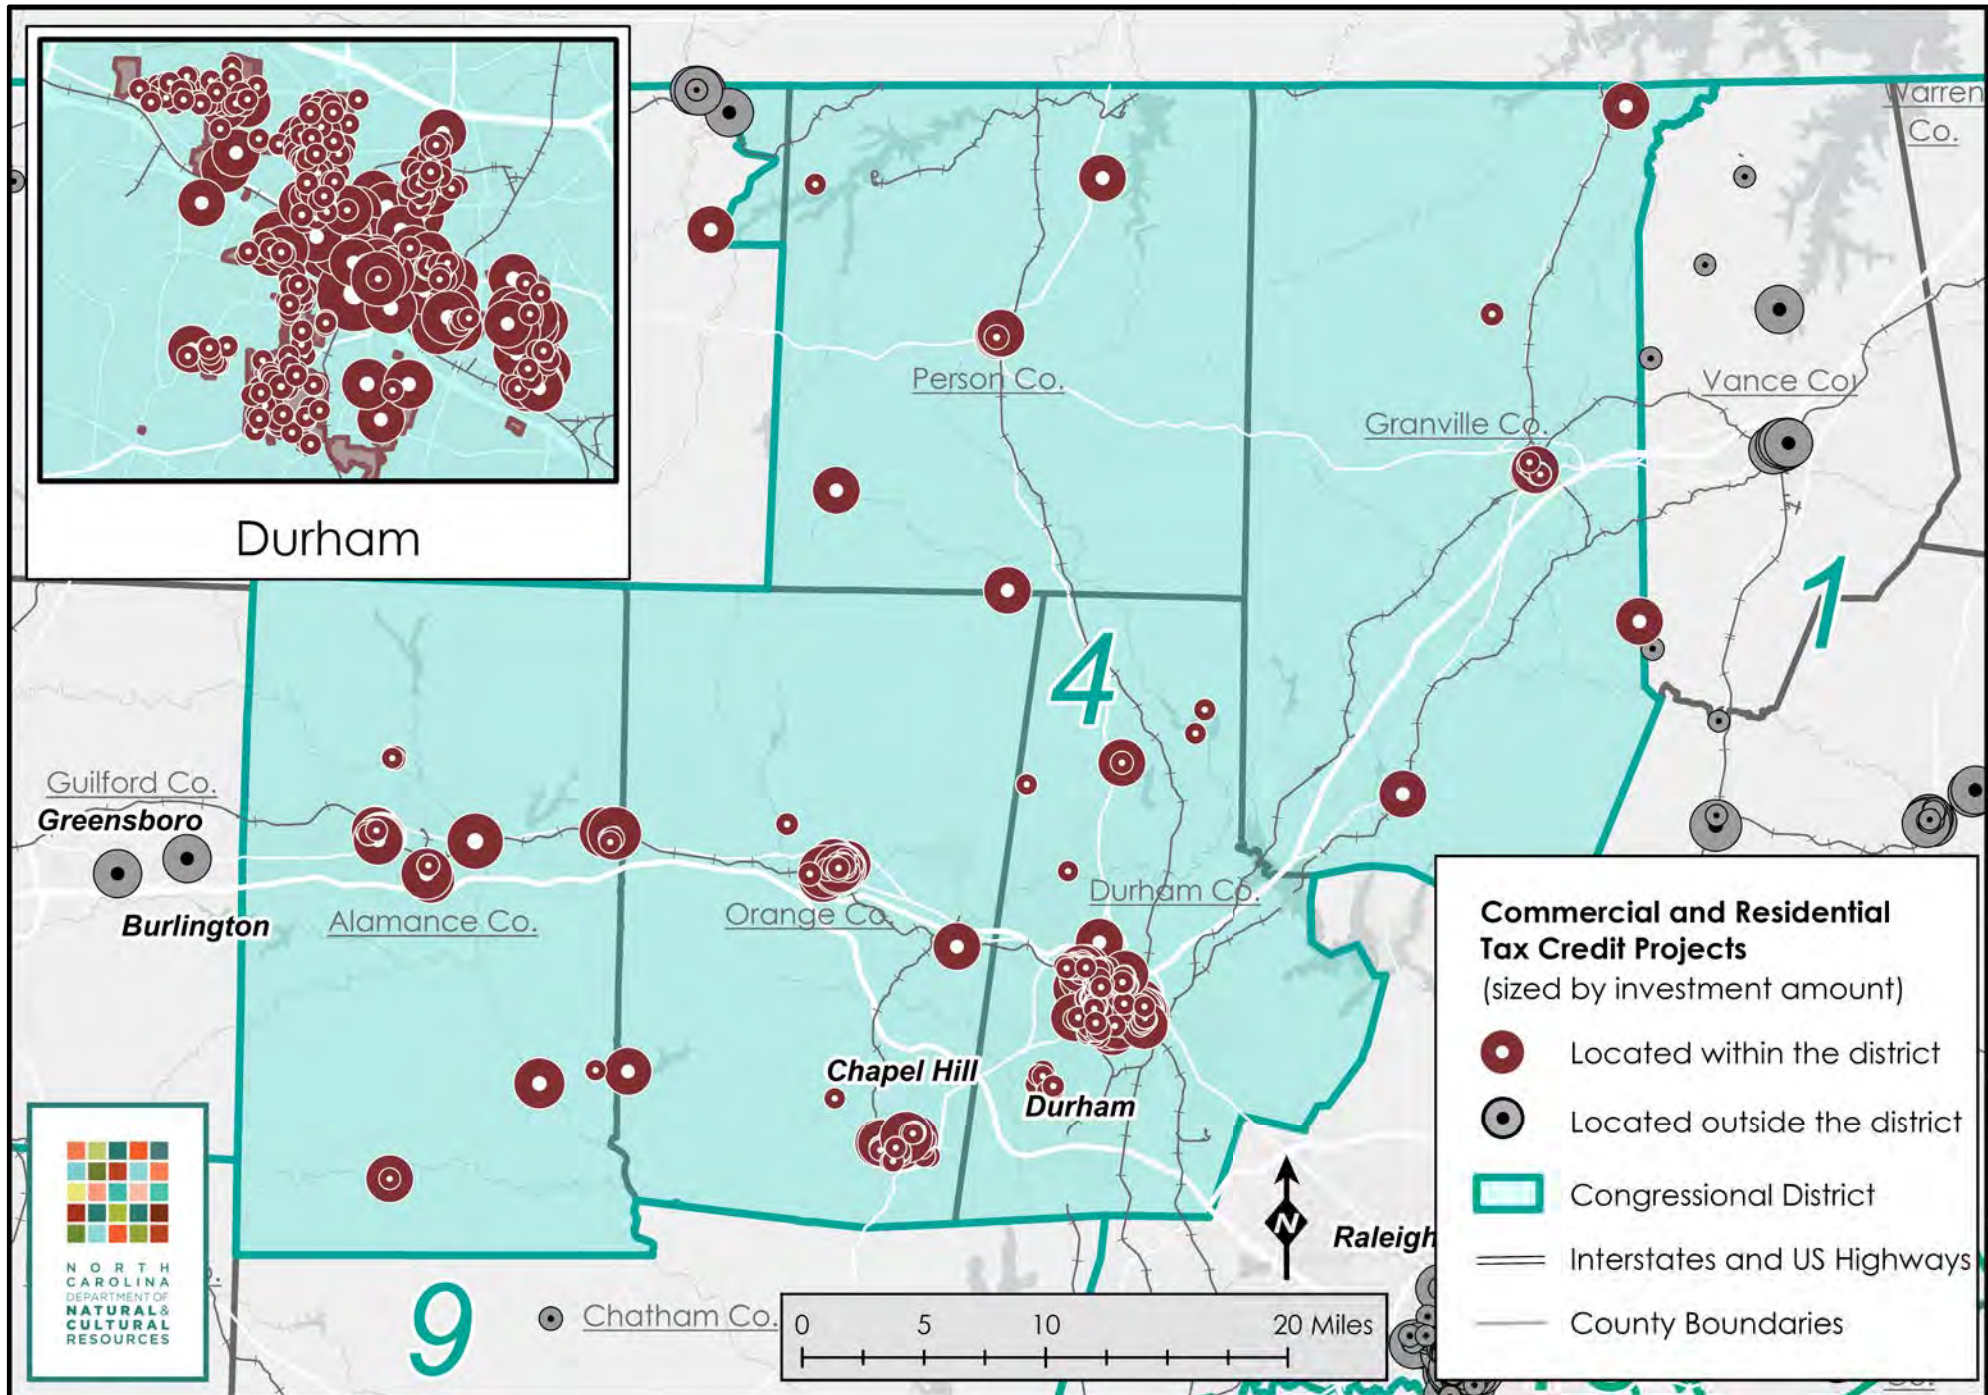 Durham
Warren
Co.
Person Co.
Granville Co.
Vance Co.
1
4
Guilford Co.
Greensboro
Burlington
Alamance Co.
Orange Co.
Durham Co.
Chapel Hill
Durham
Raleigh
9
Chatham Co.
N
0 5 10 20 Miles
Commercial and Residential
Tax Credit Projects
(sized by investment amount)
Located within the district
Located outside the district
Congressional District
Interstates and US Highways
County Boundaries
NORTH
CAROLINA
DEPARTMENT OF
NATURAL &
CULTURAL
RESOURCES